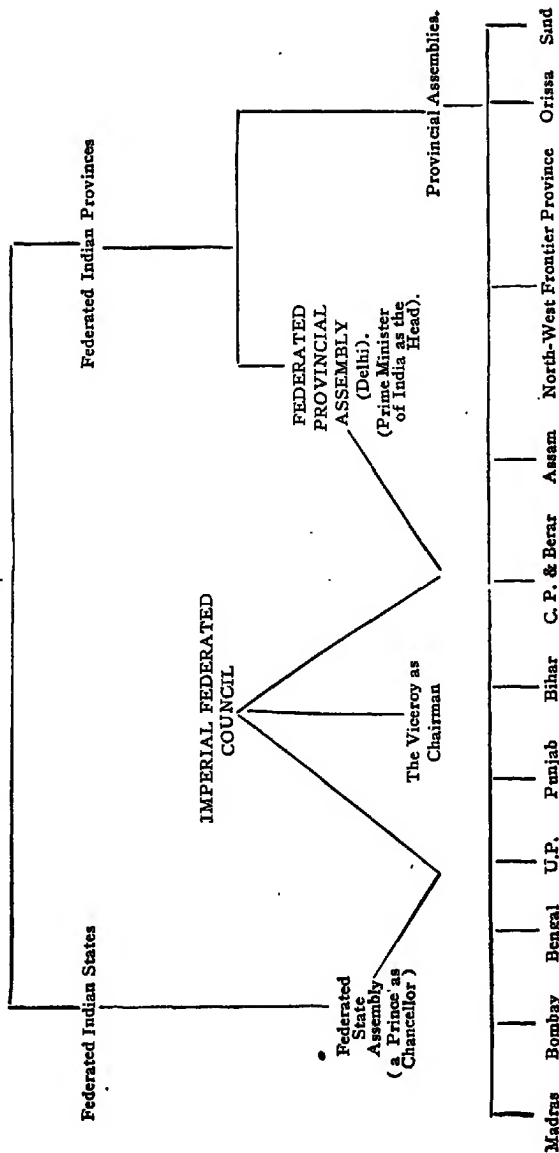 Federated Indian States
Federated Indian Provinces
IMPERIAL FEDERATED
COUNCIL
Federated
State
Assembly
( a Prince as
Chancellor )
The Viceroy as
Chairman
FEDERATED
PROVINCIAL
ASSEMBLY
(Delhi).
(Prime Minister
of India as the
Head).
Provincial Assemblies.
Madras Bombay Bengal U.P. Punjab Bihar C. P. & Berar Assam North-West Frontier Province Orissa Sind